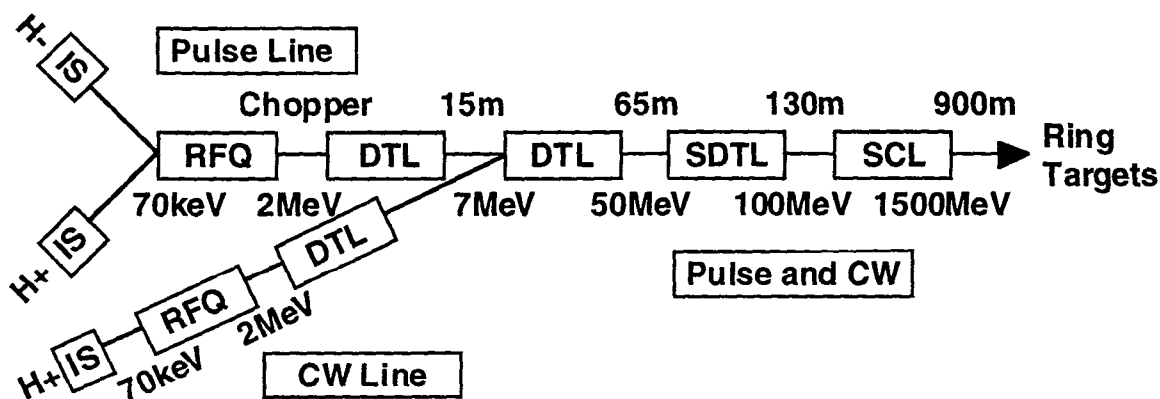 H-
IS
Pulse Line
Chopper 15m 65m 130m 900m
RFQ DTL DTL SDTL SCL
Ring
Targets
70keV 2MeV 7MeV 50MeV 100MeV 1500MeV
H+
IS
DTL
Pulse and CW
RFQ
2MeV
H+
IS
70keV
CW Line